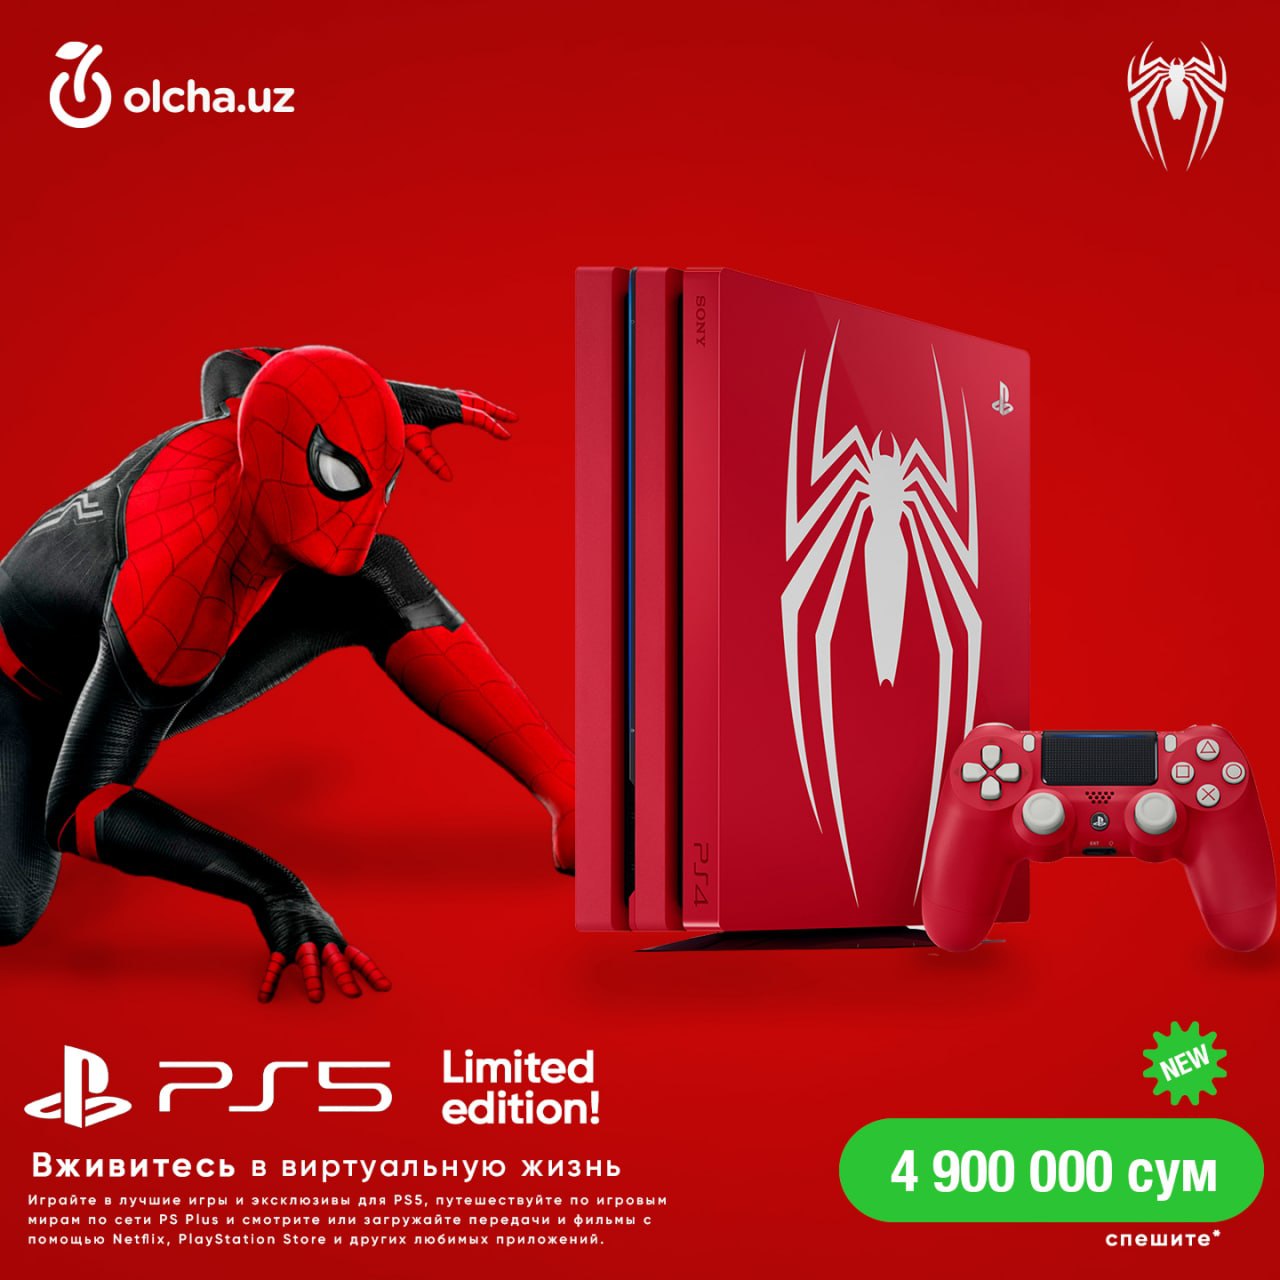 olcha.uz
SONY
PS4
PS5
Limited
edition!
NEW
Вживитесь в виртуальную жизнь
4 900 000 сум
Играйте в лучшие игры и эксклюзивы для PS5, путешествуйте по игровым
мирам по сети PS Plus и смотрите или загружайте передачи и фильмы с
помощью Netflix, PlayStation Store и других любимых приложений.
спешите*